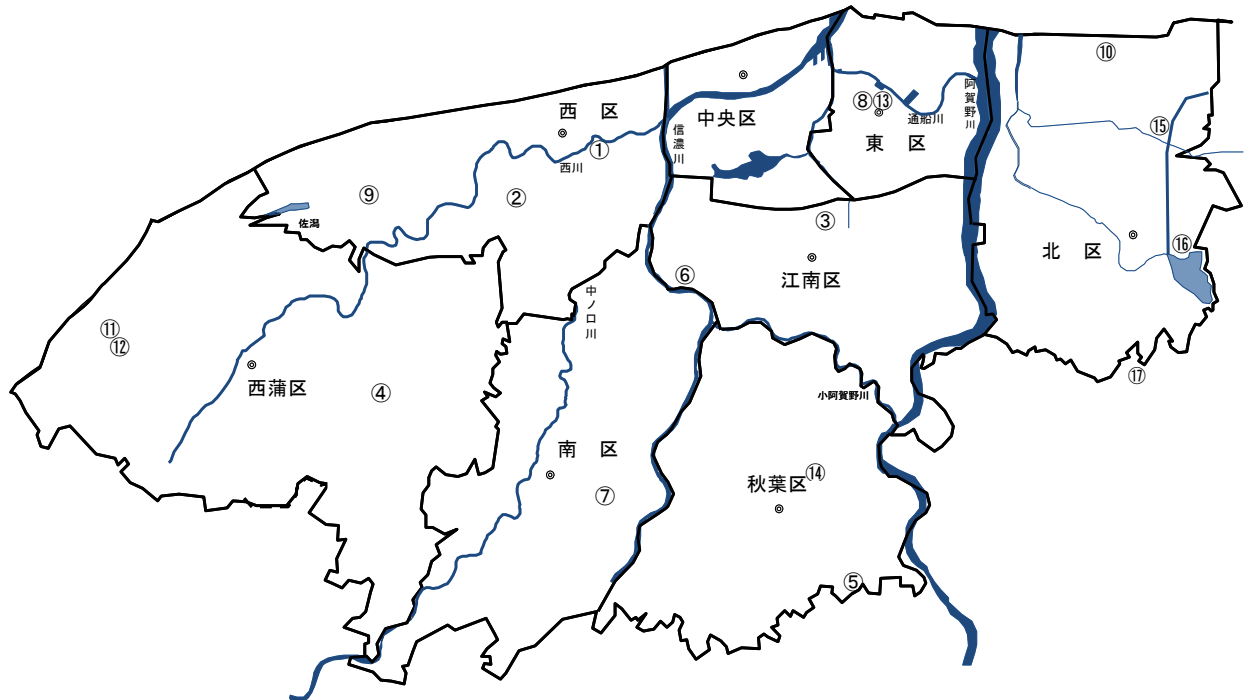 ⑩
西 区
中央区
⑧⑬
阿賀野川
通船川
信濃川
東 区
⑮
①
西川
⑨
②
佐潟
③
北 区
⑯
江南区
⑥
中ノ口川
⑪
⑫
西蒲区
④
⑰
小阿賀野川
南 区
⑦
秋葉区⑭
⑤